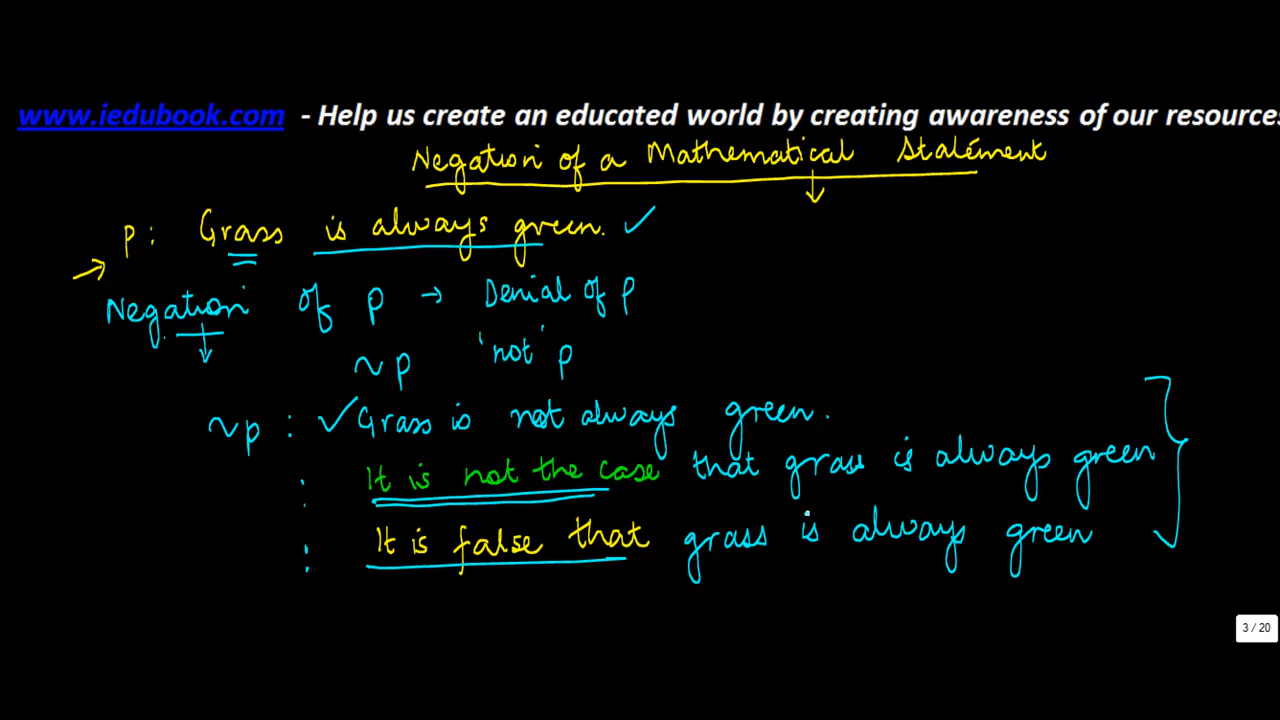 www.iedubook.com - Help us create an educated world by creating awareness of our resources
Negation of a Mathematical Statement
p : Grass is always green.
Negation of p → Denial of p
~p 'not' p
~p : Grass is not always green.
: It is not the case that grass is always green
: It is false that grass is always green
3 / 20